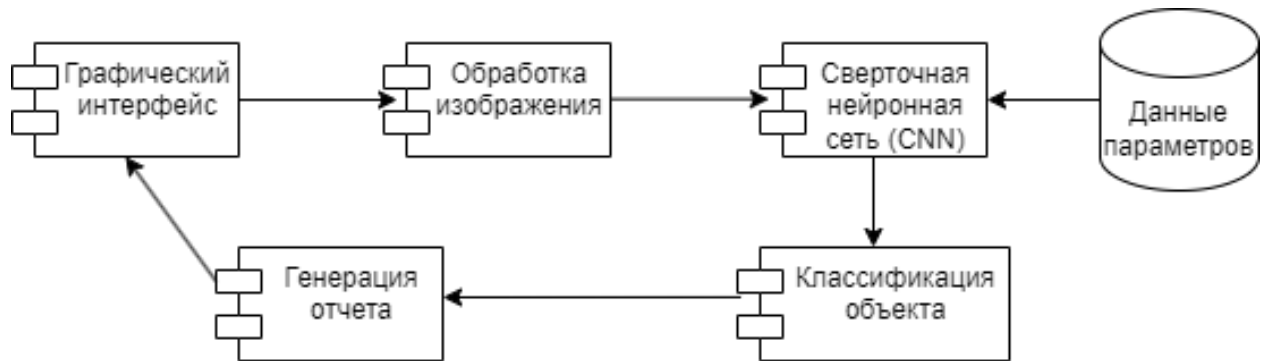 Графический
интерфейс
Обработка
изображения
Сверточная
нейронная
сеть (CNN)
Данные
параметров
Генерация
отчета
Классификация
объекта